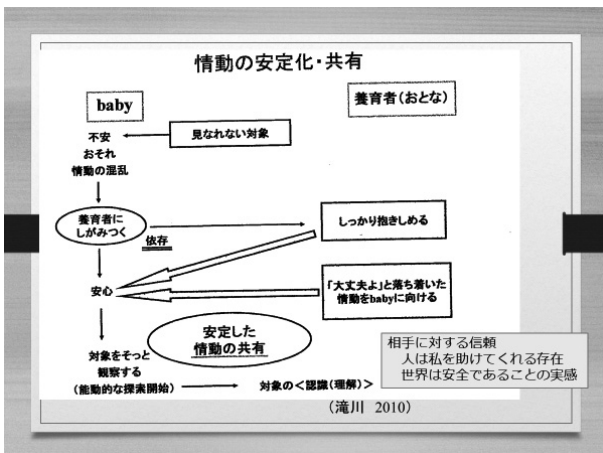 情動の安定化・共有
baby
養育者（おとな）
不安
おそれ
情動の混乱
見なれない対象
養育者に
しがみつく
依存
しっかり抱きしめる
安心
「大丈夫よ」と落ち着いた
情動をbabyに向ける
安定した
情動の共有
対象をそっと
観察する
（能動的な探索開始）
対象の＜認識（理解）＞
相手に対する信頼
人は私を助けてくれる存在
世界は安全であることの実感
（滝川 2010）